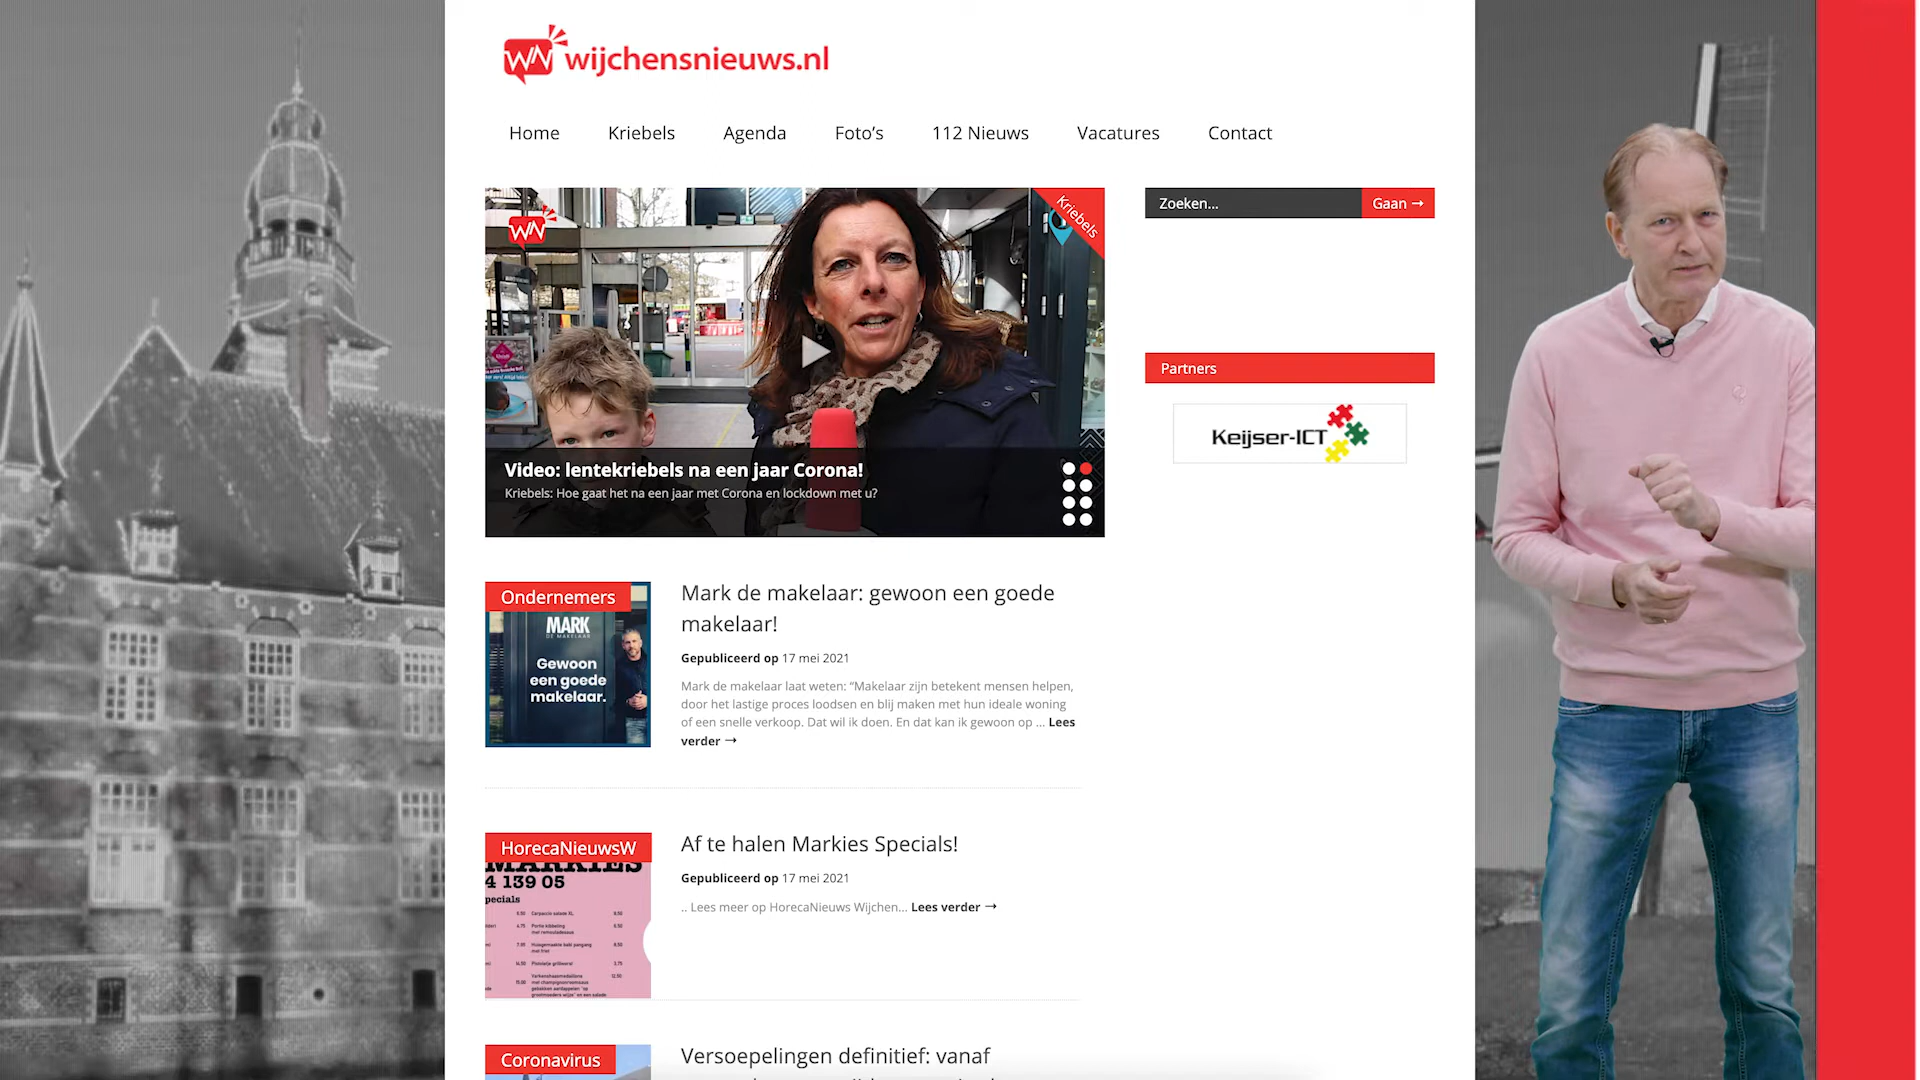 WN wijchensnieuws.nl
Home Kriebels Agenda Foto's 112 Nieuws Vacatures Contact
WN
Kriebels
Video: lentekriebels na een jaar Corona!
Kriebels: Hoe gaat het na een jaar met Corona en lockdown met u?
Zoeken... Gaan →
Partners
Keijser-ICT
Ondernemers
MARK
DE MAKELAAR
Gewoon
een goede
makelaar.
Mark de makelaar: gewoon een goede
makelaar!
Gepubliceerd op 17 mei 2021
Mark de makelaar laat weten: “Makelaar zijn betekent mensen helpen,
door het lastige proces loodsen en blij maken met hun ideale woning
of een snelle verkoop. Dat wil ik doen. En dat kan ik gewoon op ... Lees
verder →
HorecaNieuwsW
MARKIES
4 139 05
pecials
Af te halen Markies Specials!
Gepubliceerd op 17 mei 2021
.. Lees meer op HorecaNieuws Wijchen... Lees verder →
Coronavirus
Versoepelingen definitief: vanaf